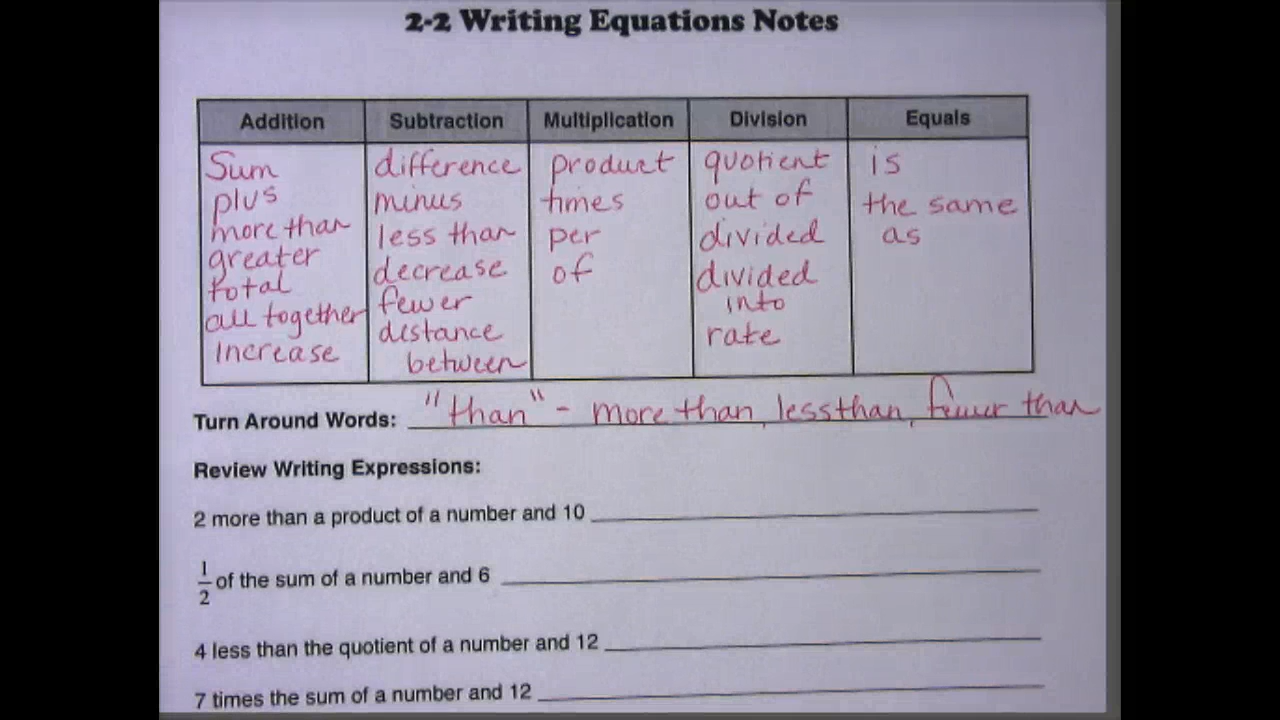 2-2 Writing Equations Notes
Addition Subtraction Multiplication Division Equals
Sum
plus
more than
greater
total
all together
increase
difference
minus
less than
decrease
fewer
distance
between
product
times
per
of
quotient
out of
divided
divided
into
rate
is
the same
as
Turn Around Words: "than" - more than, less than, fewer than
Review Writing Expressions:
2 more than a product of a number and 10
1/2 of the sum of a number and 6
4 less than the quotient of a number and 12
7 times the sum of a number and 12